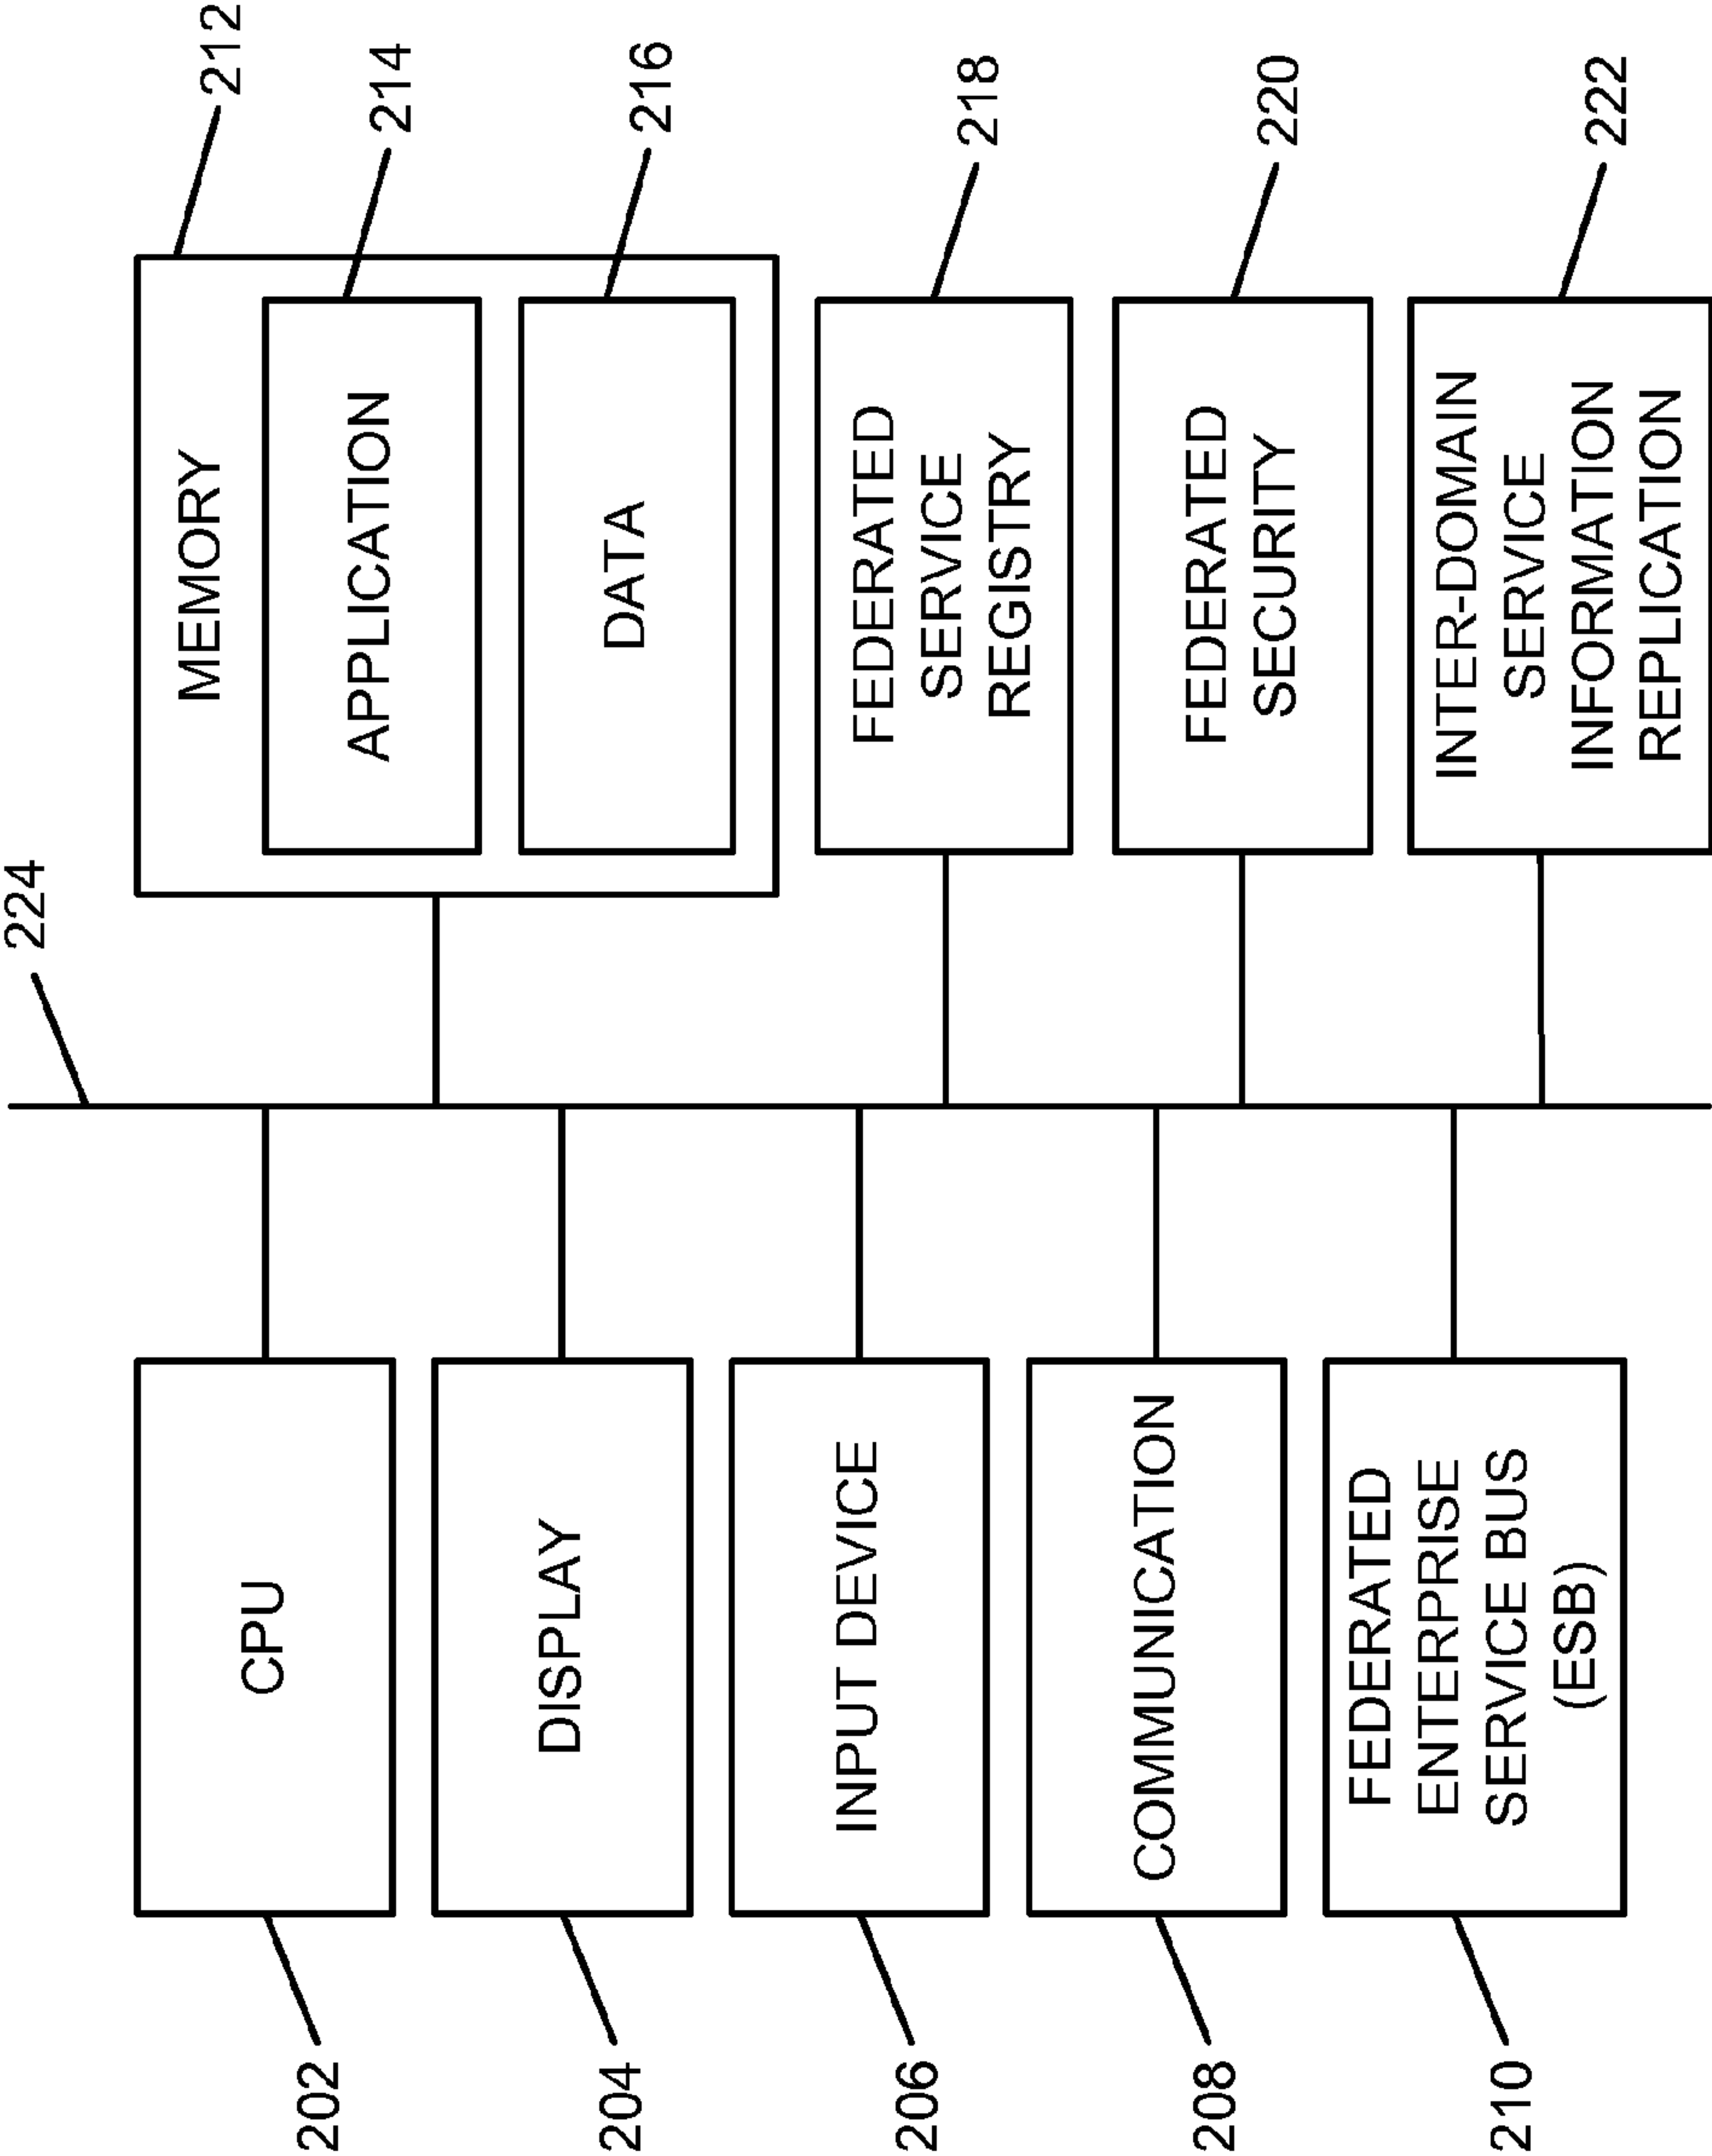 202
CPU
204
DISPLAY
206
INPUT DEVICE
208
COMMUNICATION
210
FEDERATED
ENTERPRISE
SERVICE BUS
(ESB)
224
212
MEMORY
214
APPLICATION
216
DATA
218
FEDERATED
SERVICE
REGISTRY
220
FEDERATED
SECURITY
222
INTER-DOMAIN
SERVICE
INFORMATION
REPLICATION